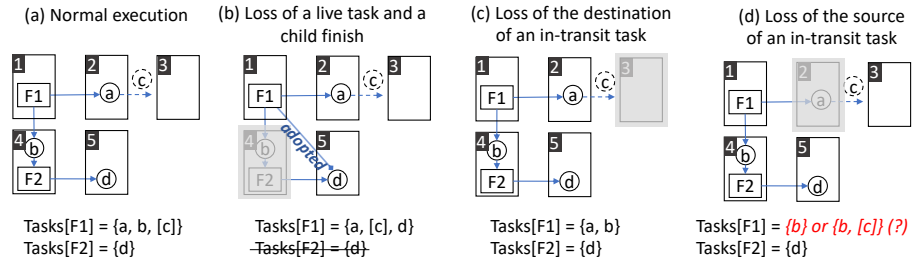 (a) Normal execution
1
2
3
c
F1
a
4
5
b
F2
d
Tasks[F1] = {a, b, [c]}
Tasks[F2] = {d}
(b) Loss of a live task and a
child finish
1
2
3
c
F1
a
adopted
4
5
b
F2
d
Tasks[F1] = {a, [c], d}
Tasks[F2] = {d}
(c) Loss of the destination
of an in-transit task
1
2
3
c
F1
a
4
5
b
F2
d
Tasks[F1] = {a, b}
Tasks[F2] = {d}
(d) Loss of the source
of an in-transit task
1
2
3
c
F1
a
4
5
b
F2
d
Tasks[F1] = {b} or {b, [c]} (?)
Tasks[F2] = {d}